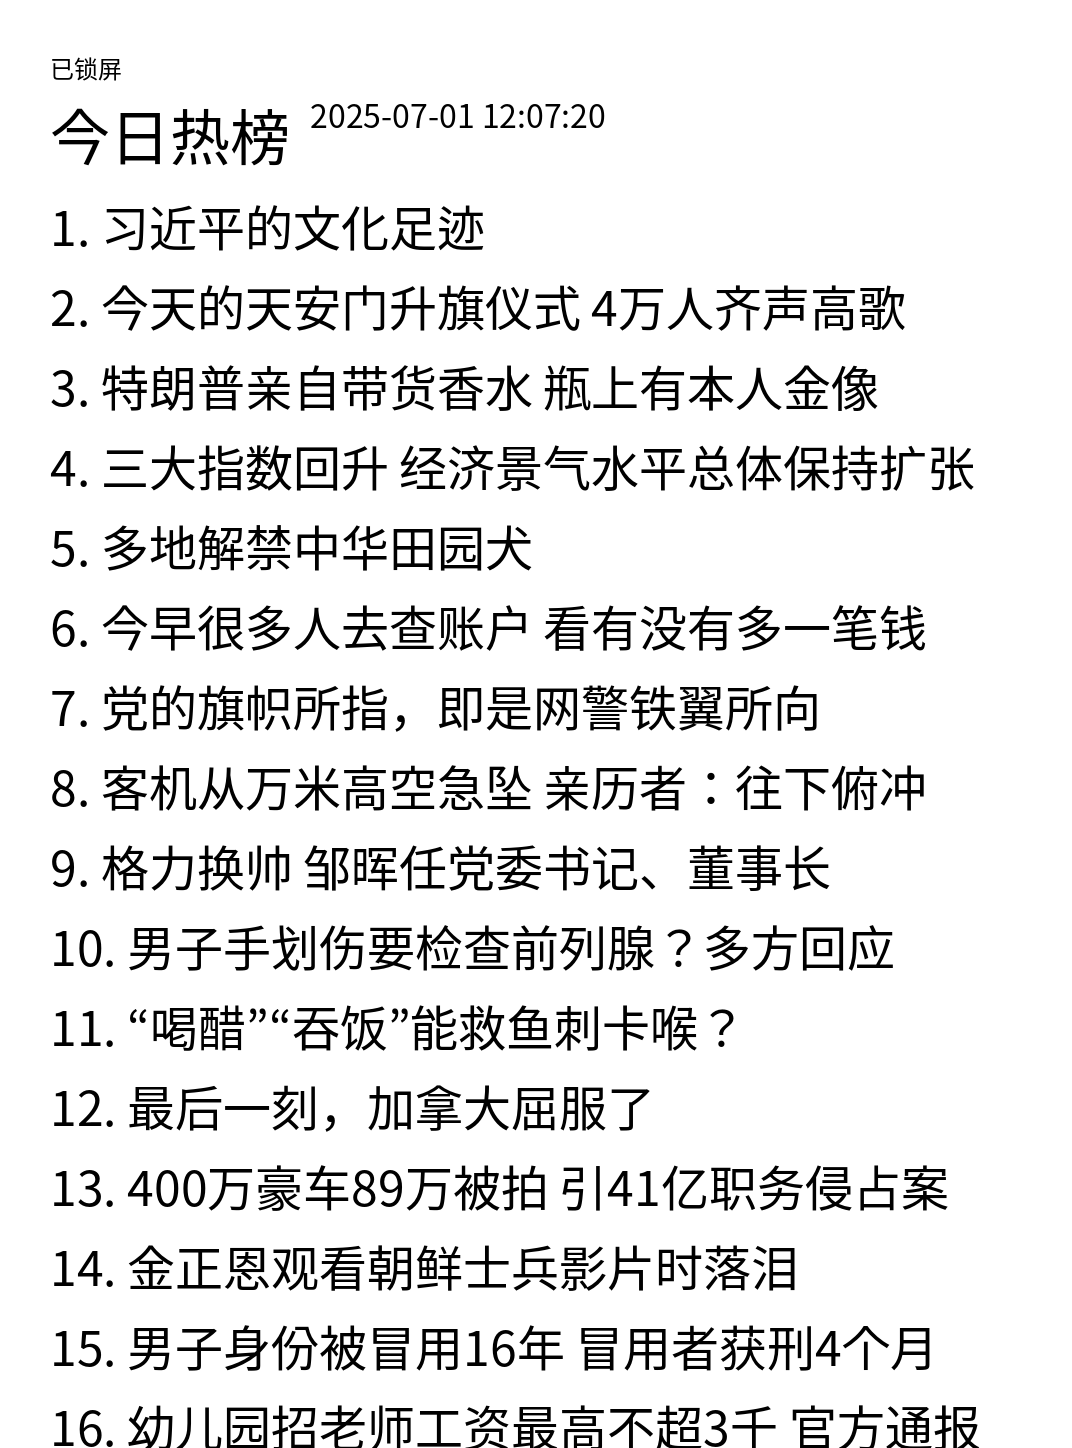 已锁屏
今日热榜 2025-07-01 12:07:20
1. 习近平的文化足迹
2. 今天的天安门升旗仪式 4万人齐声高歌
3. 特朗普亲自带货香水 瓶上有本人金像
4. 三大指数回升 经济景气水平总体保持扩张
5. 多地解禁中华田园犬
6. 今早很多人去查账户 看有没有多一笔钱
7. 党的旗帜所指，即是网警铁翼所向
8. 客机从万米高空急坠 亲历者：往下俯冲
9. 格力换帅 邹晖任党委书记、董事长
10. 男子手划伤要检查前列腺？多方回应
11. “喝醋”“吞饭”能救鱼刺卡喉？
12. 最后一刻，加拿大屈服了
13. 400万豪车89万被拍 引41亿职务侵占案
14. 金正恩观看朝鲜士兵影片时落泪
15. 男子身份被冒用16年 冒用者获刑4个月
16. 幼儿园招老师工资最高不超3千 官方通报